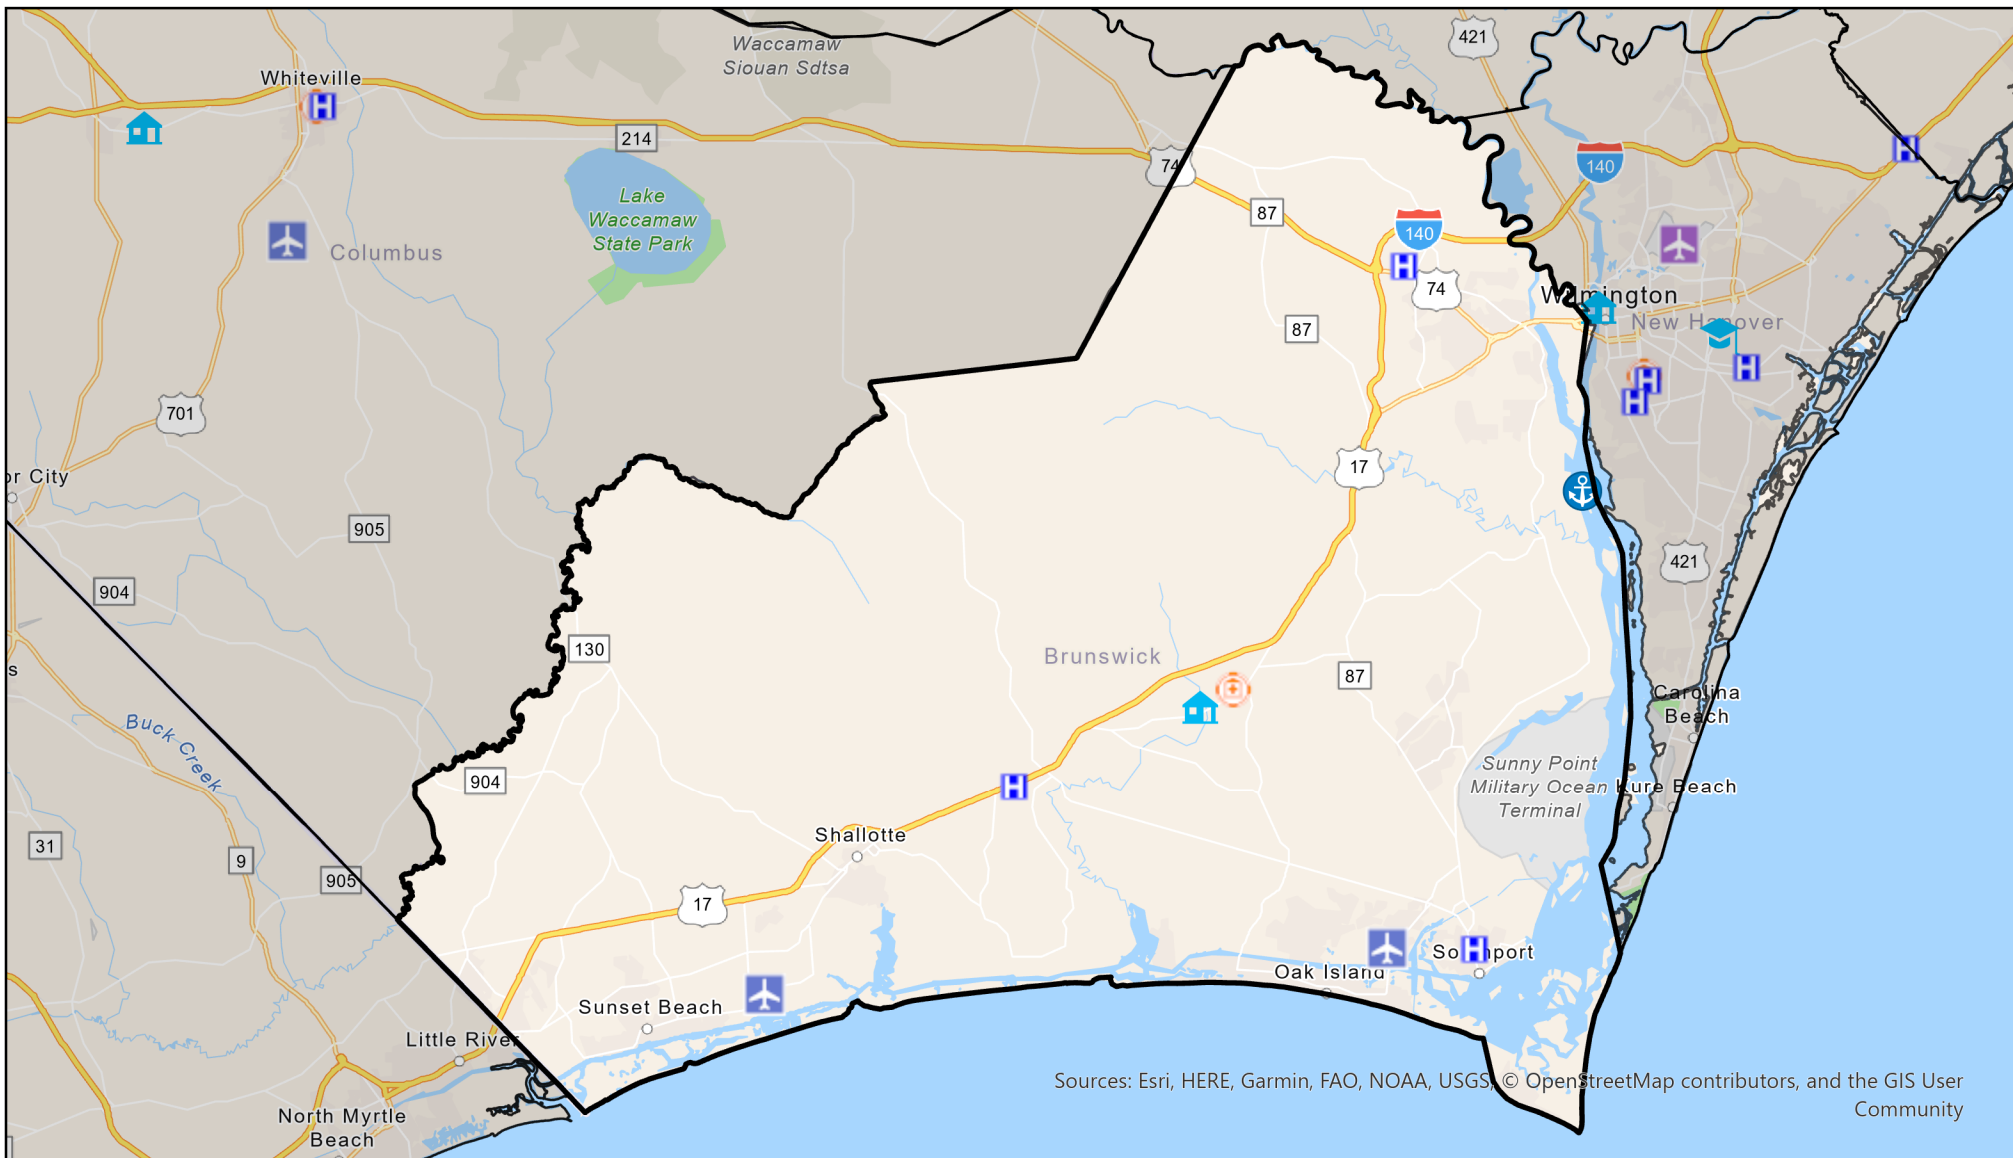 Waccamaw
Siouan Sdtsa
421
Whiteville
214
74
140
Lake
Waccamaw
State Park
87
140
Columbus
74
Wilmington
New Hanover
87
701
17
or City
905
421
904
130
Brunswick
s
87
Carolina
Beach
Buck Creek
Sunny Point
Military Ocean
Terminal
Kure Beach
904
31
9
Shallotte
905
17
Southport
Oak Island
Sunset Beach
Little River
Sources: Esri, HERE, Garmin, FAO, NOAA, USGS, © OpenStreetMap contributors, and the GIS User
Community
North Myrtle
Beach
H
H
H
H
H
H
H
H